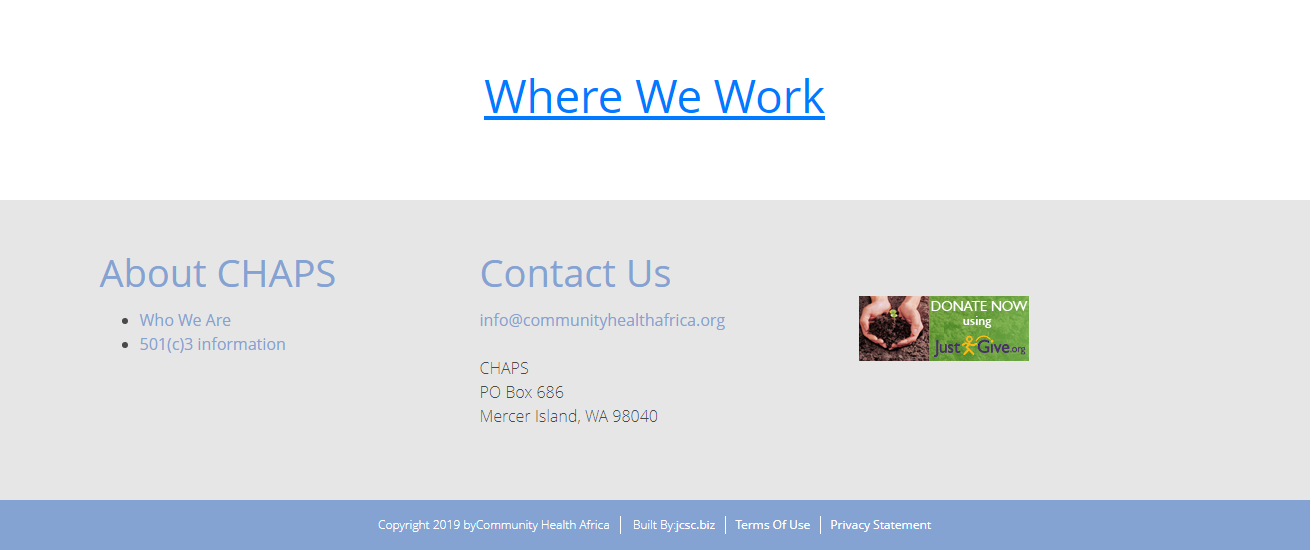 Where We Work
About CHAPS
Who We Are
501(c)3 information
Contact Us
info@communityhealthafrica.org
CHAPS
PO Box 686
Mercer Island, WA 98040
DONATE NOW
using
JustGive.org
Copyright 2019 byCommunity Health Africa | Built By:jcsc.biz | Terms Of Use | Privacy Statement